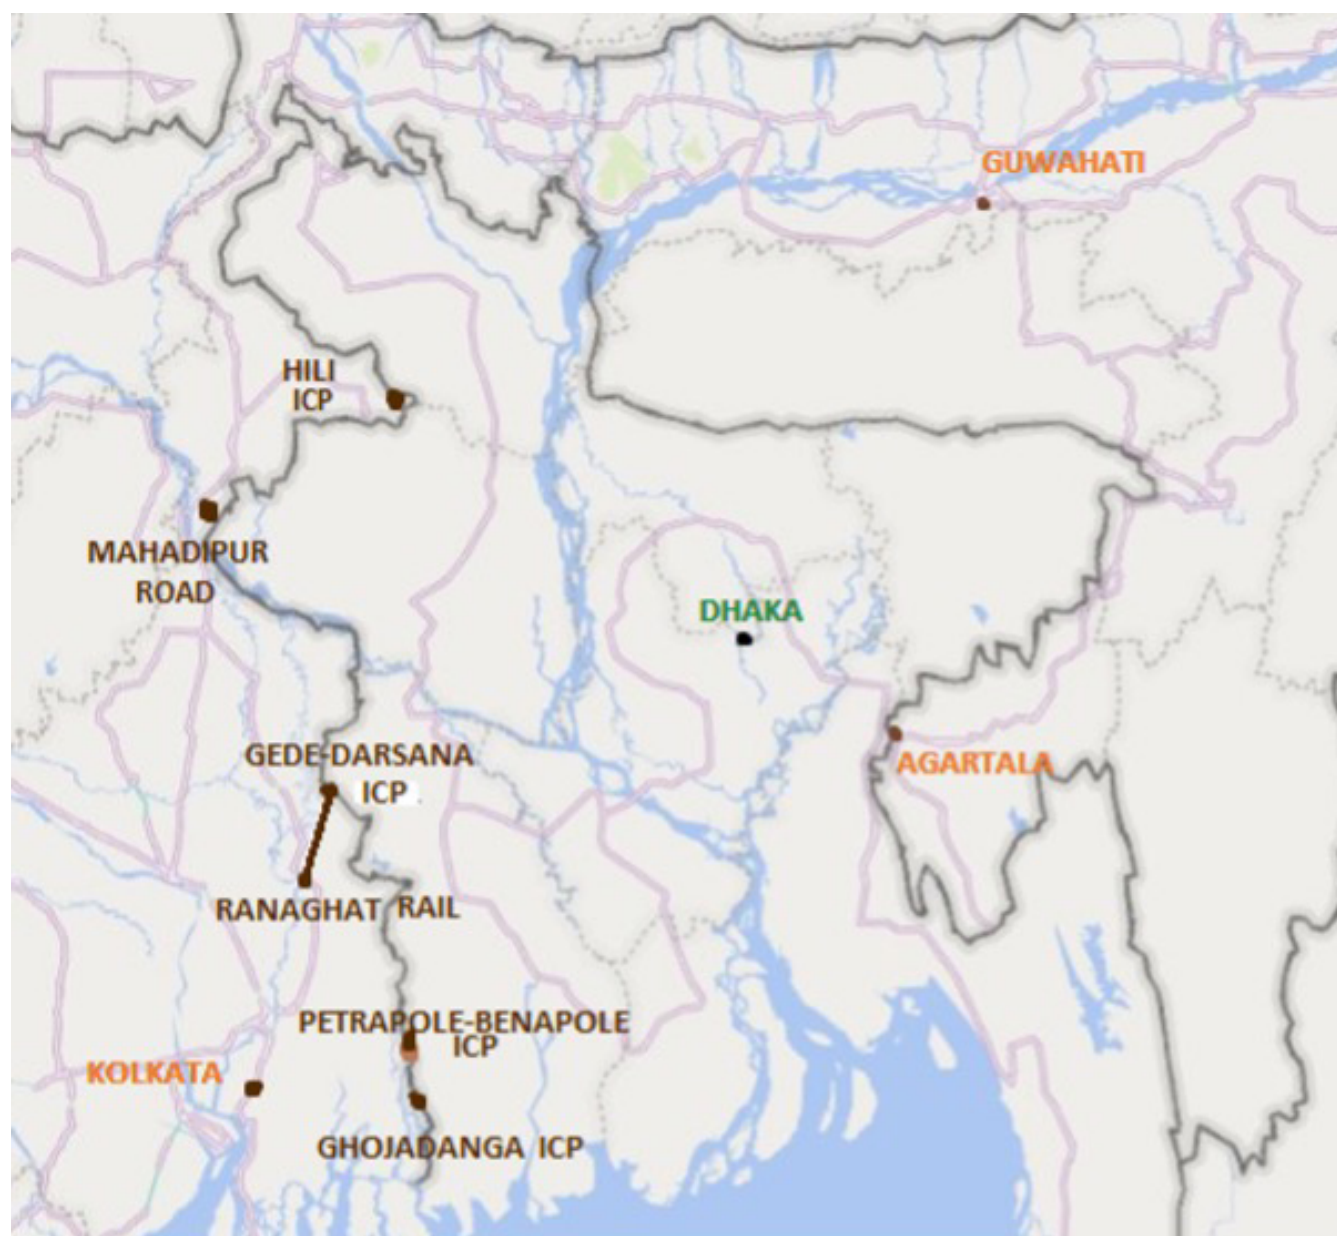 GUWAHATI
HILI
ICP
MAHADIPUR
ROAD
DHAKA
GEDE-DARSANA
ICP
AGARTALA
RANAGHAT RAIL
PETRAPOLE-BENAPOLE
ICP
KOLKATA
GHOJADANGA ICP